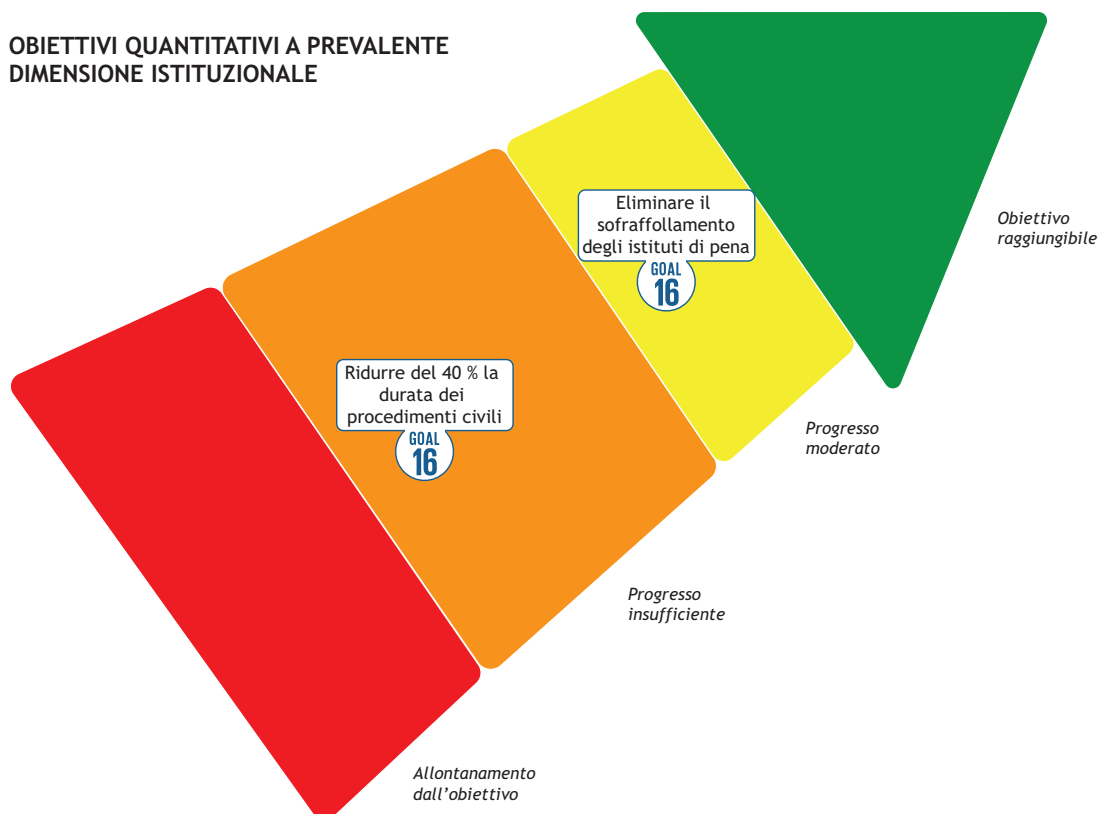 OBIETTIVI QUANTITATIVI A PREVALENTE
DIMENSIONE ISTITUZIONALE
Eliminare il
sofraffollamento
degli istituti di pena
GOAL
16
Obiettivo
raggiungibile
Ridurre del 40 % la
durata dei
procedimenti civili
GOAL
16
Progresso
moderato
Progresso
insufficiente
Allontanamento
dall'obiettivo